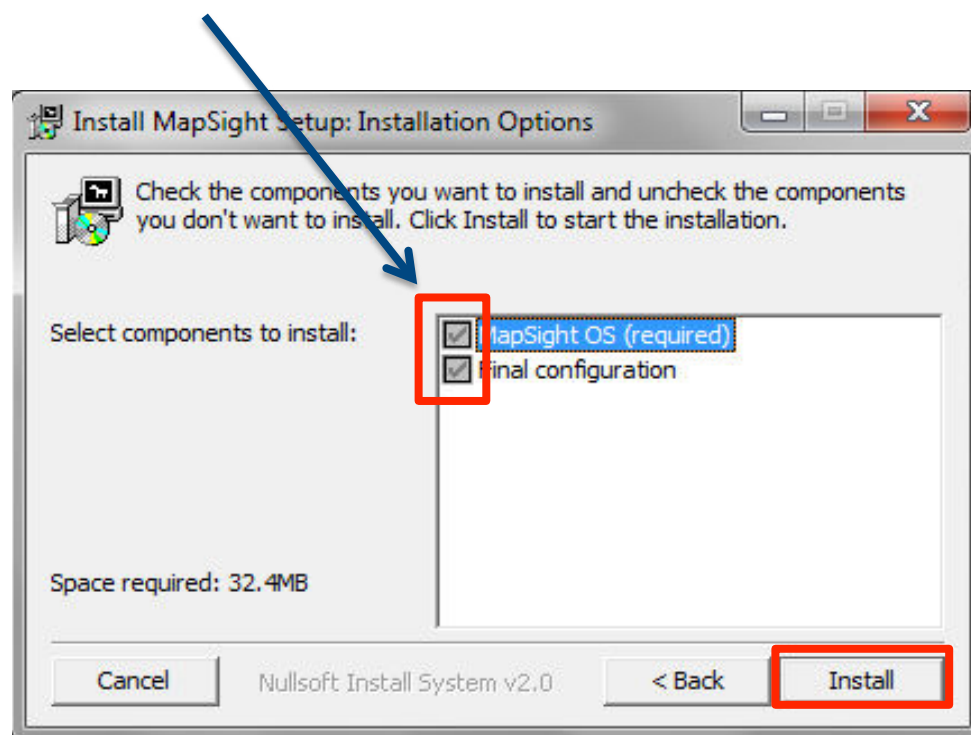 Install MapSight Setup: Installation Options
Check the components you want to install and uncheck the components
you don't want to install. Click Install to start the installation.
Select components to install:
MapSight OS (required)
Final configuration
Space required: 32.4MB
Cancel
Nullsoft Install System v2.0
< Back
Install